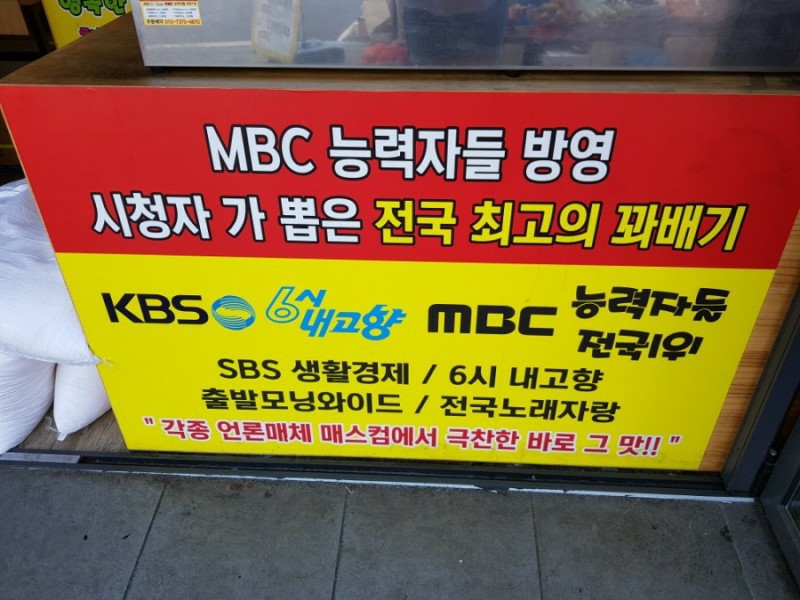 MBC 능력자들 방영
시청자 가 뽑은 전국 최고의 꽈배기
KBS 6시 내고향 MBC 능력자들 전국1위
SBS 생활경제 / 6시 내고향
출발모닝와이드 / 전국노래자랑
" 각종 언론매체 매스컴에서 극찬한 바로 그 맛!! "